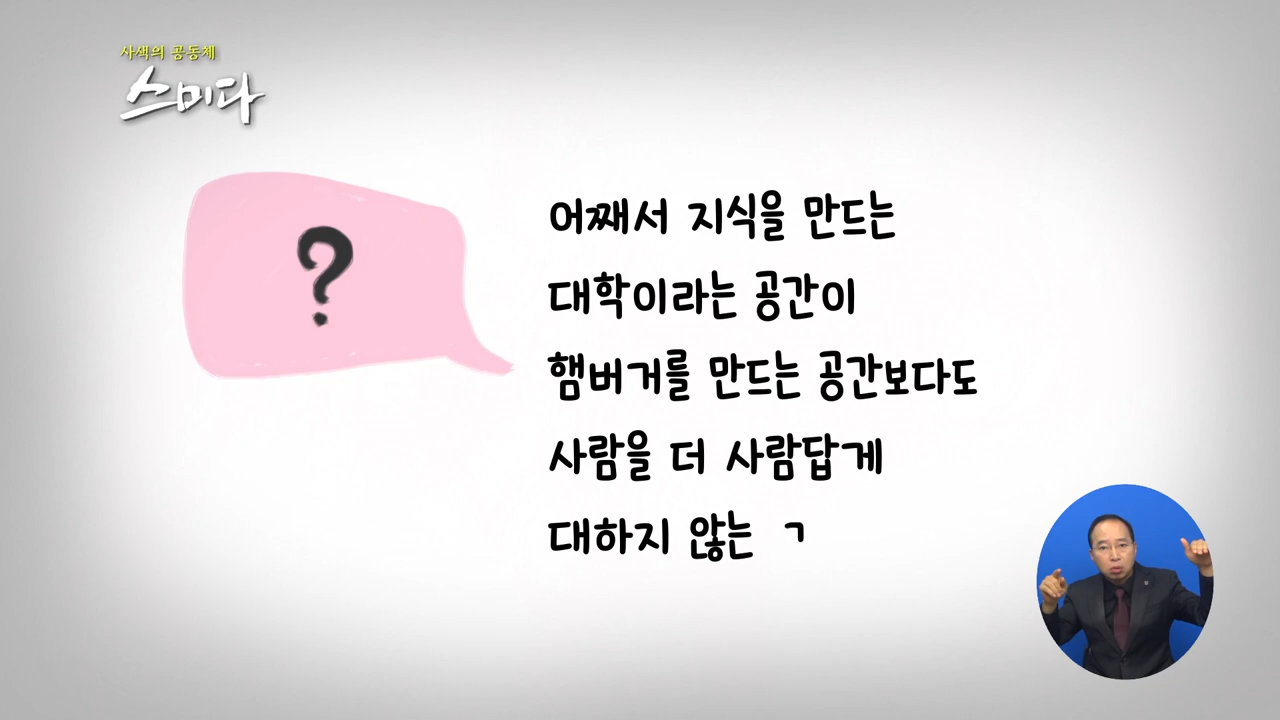 사색의 공동체
스미다
?
어째서 지식을 만드는
대학이라는 공간이
햄버거를 만드는 공간보다도
사람을 더 사람답게
대하지 않는 ㄱ